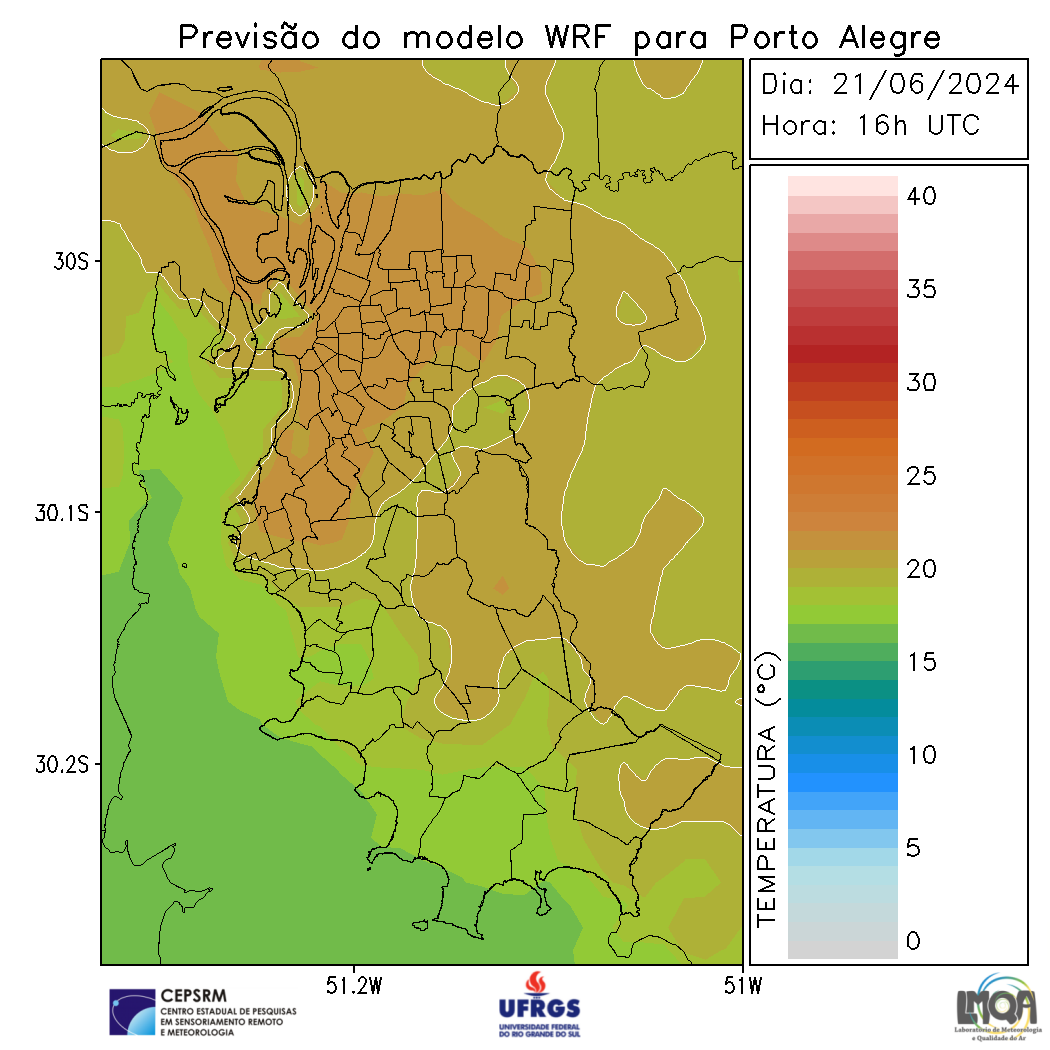 Previsão do modelo WRF para Porto Alegre
Dia: 21/06/2024
Hora: 16h UTC
40
35
30
25
20
15
10
5
0
TEMPERATURA (°C)
30S
30.1S
30.2S
51.2W
51W
CEPSRM
CENTRO ESTADUAL DE PESQUISAS
EM SENSORIAMENTO REMOTO
E METEOROLOGIA
UFRGS
UNIVERSIDADE FEDERAL
DO RIO GRANDE DO SUL
LMQA
Laboratório de Meteorologia
e Qualidade do Ar